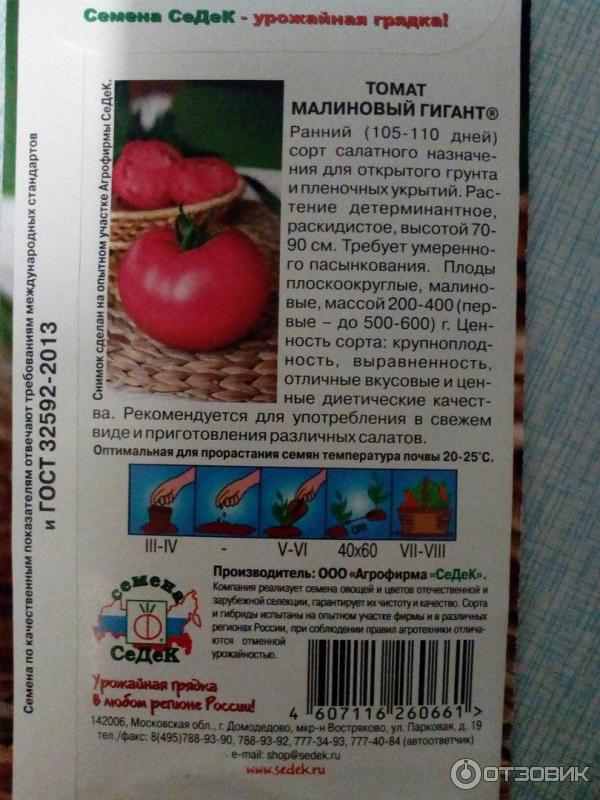 Семена СеДеК - урожайная грядка!
Семена по качественным показателям отвечают требованиям международных стандартов
и ГОСТ 32592-2013
Снимок сделан на опытном участке Агрофирмы СеДеК.
ТОМАТ
МАЛИНОВЫЙ ГИГАНТ®
Ранний (105-110 дней)
сорт салатного назначе-
ния для открытого грунта
и пленочных укрытий. Рас-
тение детерминантное,
раскидистое, высотой 70-
90 см. Требует умеренно-
го пасынкования. Плоды
плоскоокруглые, малино-
вые, массой 200-400 (пер-
вые – до 500-600) г. Цен-
ность сорта: крупноплод-
ность, выравненность,
отличные вкусовые и цен-
ные диетические качест-
ва. Рекомендуется для употребления в свежем
виде и приготовления различных салатов.
Оптимальная для прорастания семян температура почвы 20-25°С.
cm
III-IV - V-VI 40x60 VII-VIII
Производитель: ООО «Агрофирма «СеДеК».
Компания реализует семена овощей и цветов отечественной и
зарубежной селекции, гарантирует их чистоту и качество. Сорта
и гибриды испытаны на опытном участке фирмы и в различных
регионах России, при соблюдении правил агротехники отлича-
ются отменной
урожайностью.
семена
СеДеК
Урожайная грядка
в любом регионе России!
4 607116 260661 >
142006, Московская обл., г. Домодедово, мкр-н Востряково, ул. Парковая, д. 19
тел./факс: 8(495)788-93-90, 788-93-92, 777-34-93, 777-40-84 (автоответчик)
e-mail: shop@sedek.ru
www.sedek.ru
ОТЗОВИК